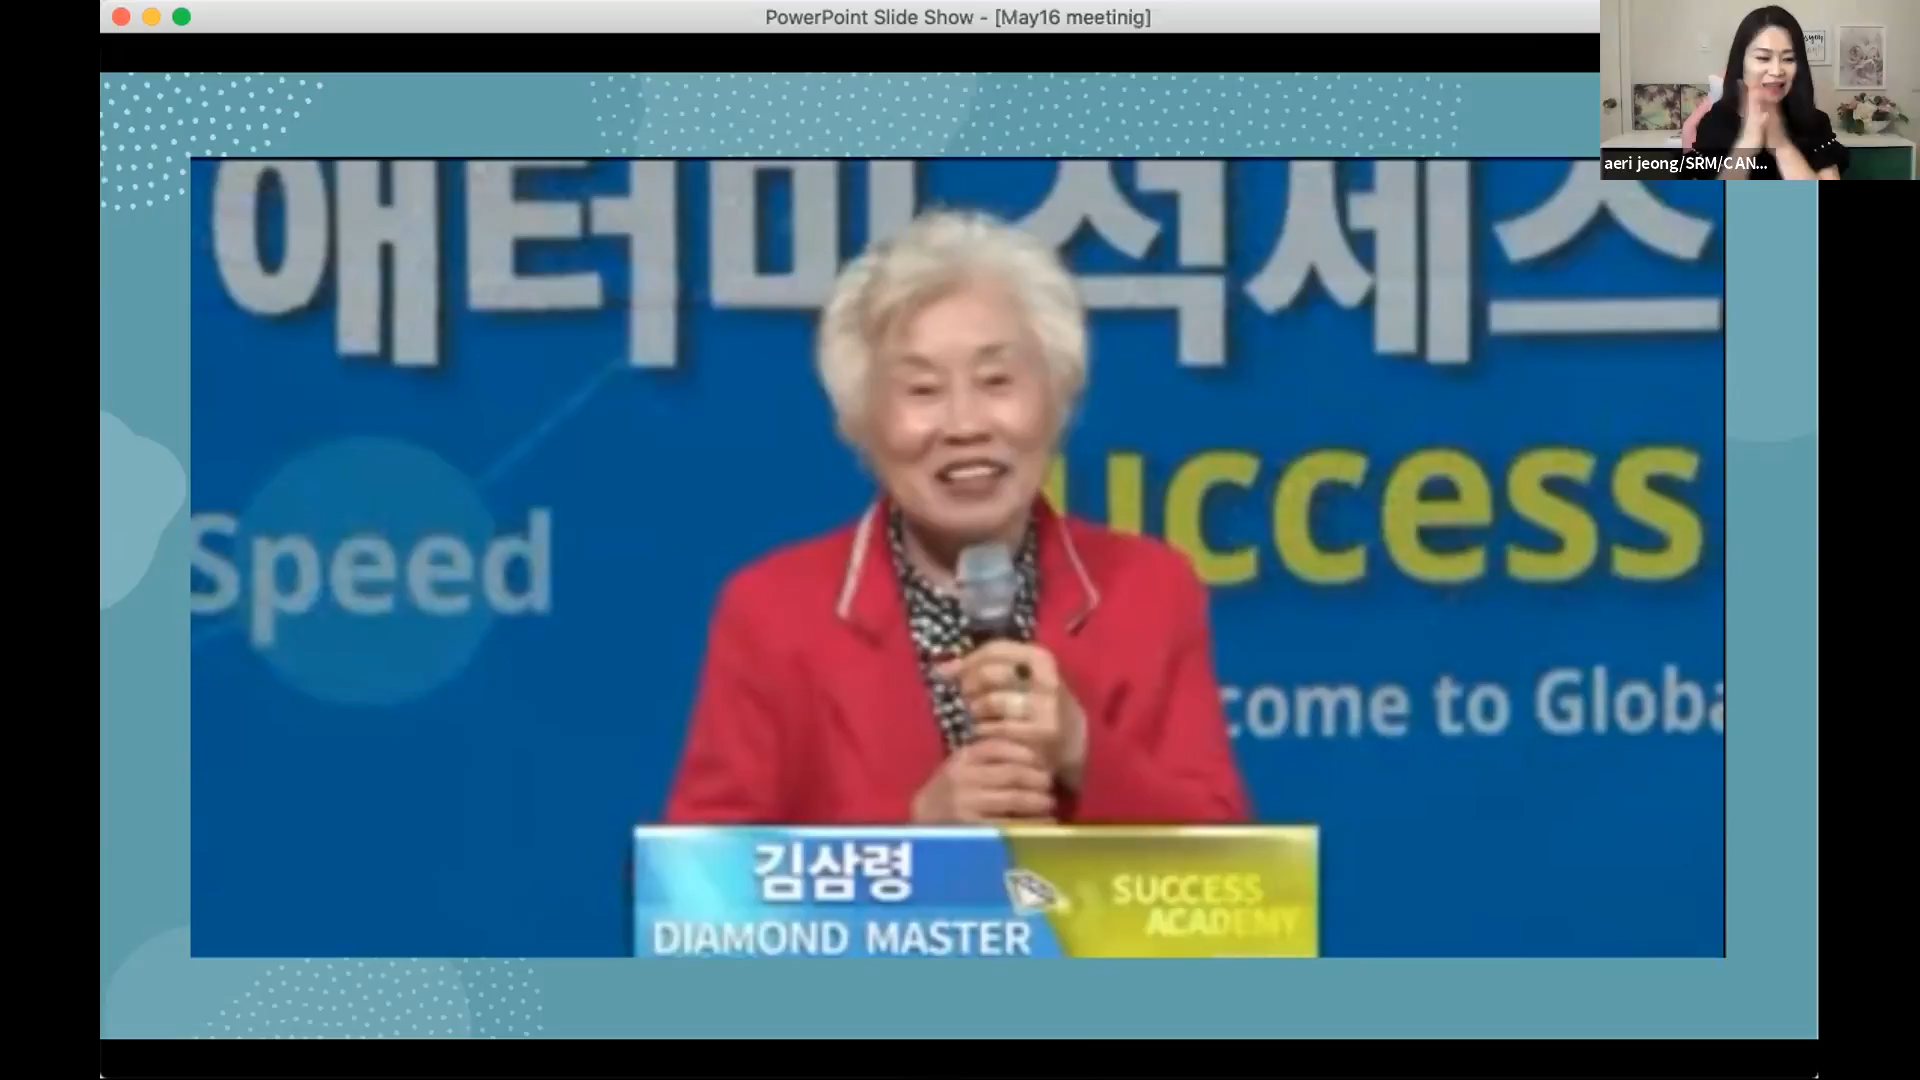 PowerPoint Slide Show - [May16 meetinig]
aeri jeong/SRM/CAN...
애터미 석세스
Speed
uccess
come to Globa
김삼령
DIAMOND MASTER
SUCCESS
ACADEMY